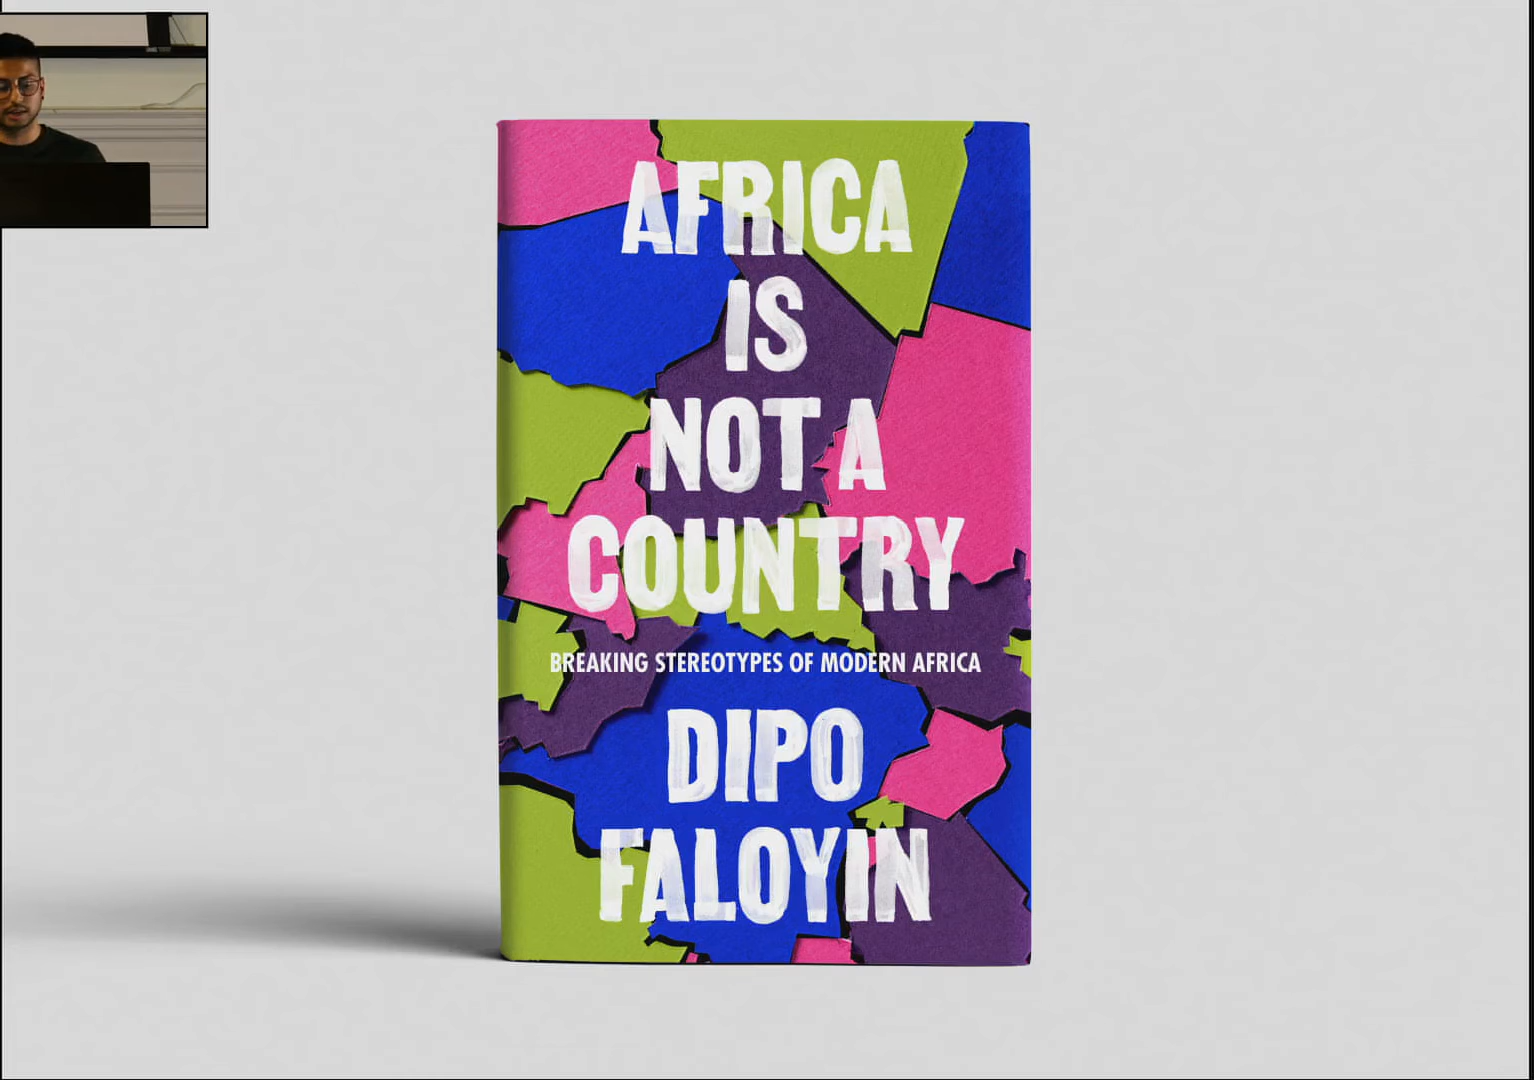 AFRICA
IS
NOT A
COUNTRY
BREAKING STEREOTYPES OF MODERN AFRICA
DIPO
FALOYIN